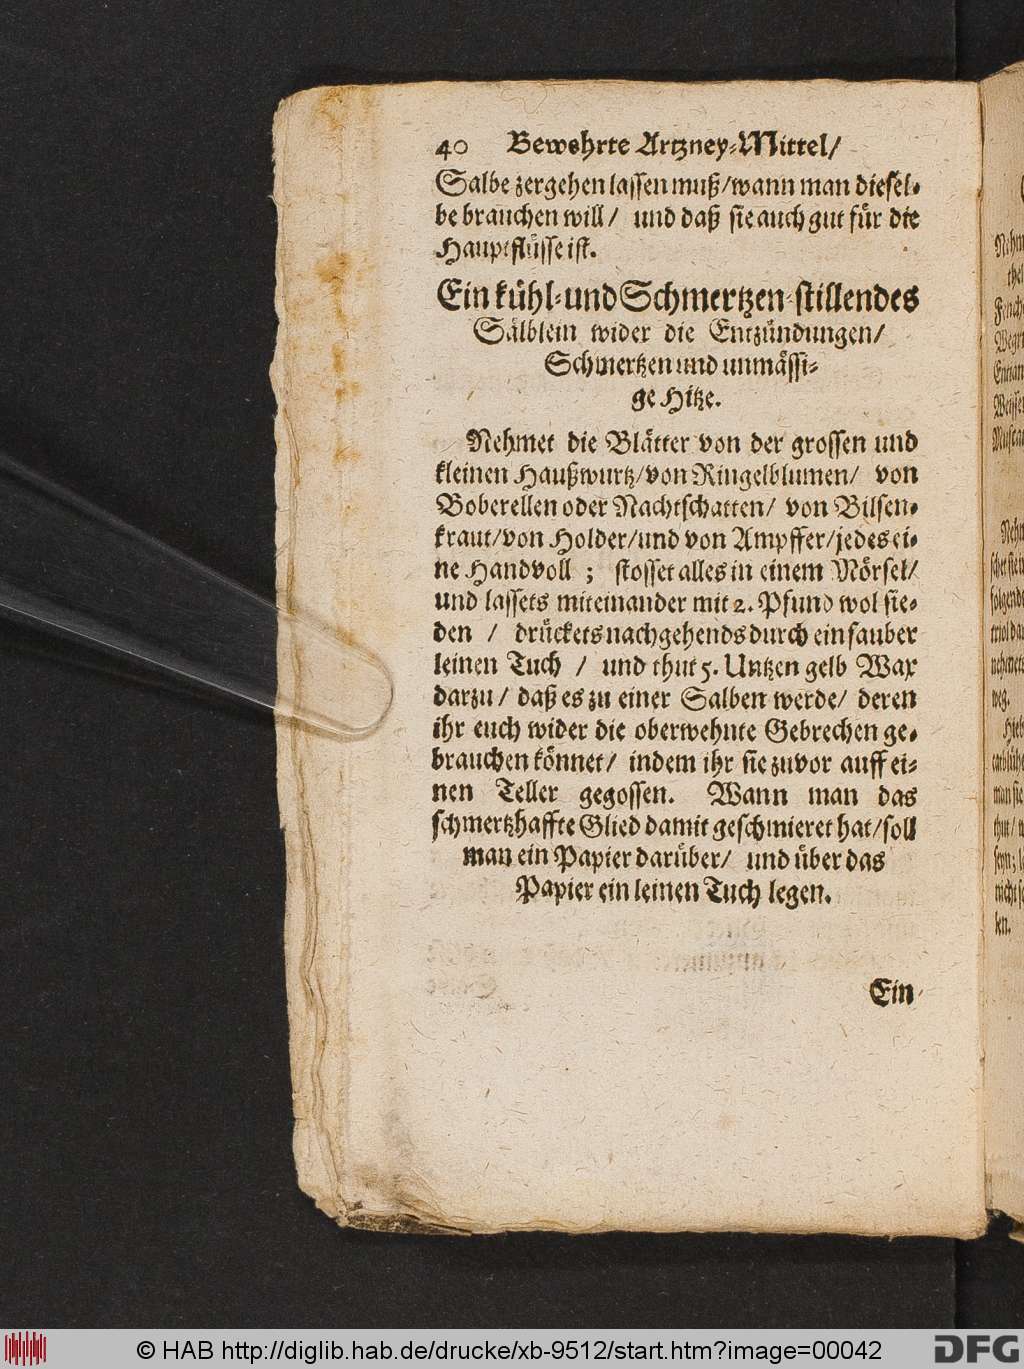 40 Bewehrte Artzney-Mittel/
Salbe zergehen lassen muß/wann man diesel-
be brauchen will/ und daß sie auch gut für die
Hauptflüsse ist.
Ein kühl-und Schmertzen-stillendes
Sälblein wider die Entzündungen/
Schmertzen und unmässi-
ge Hitze.
Nehmet die Blätter von der grossen und
kleinen Haußwurtz/von Ringelblumen/ von
Boberellen oder Nachtschatten/ von Bilsen-
kraut/von Holder/und von Ampffer/jedes ei-
ne Handvoll ; stosset alles in einem Mörsel/
und lassets miteinander mit 2. Pfund wol sie-
den / drückets nachgehends durch ein sauber
leinen Tuch / und thut 5. Untzen gelb Wax
darzu/ daß es zu einer Salben werde/ deren
ihr euch wider die oberwehnte Gebrechen ge-
brauchen könnet/ indem ihr sie zuvor auff ei-
nen Teller gegossen. Wann man das
schmertzhaffte Glied damit geschmieret hat/soll
man ein Papier darüber/ und über das
Papier ein leinen Tuch legen.
Ein
© HAB http://diglib.hab.de/drucke/xb-9512/start.htm?image=00042
DFG